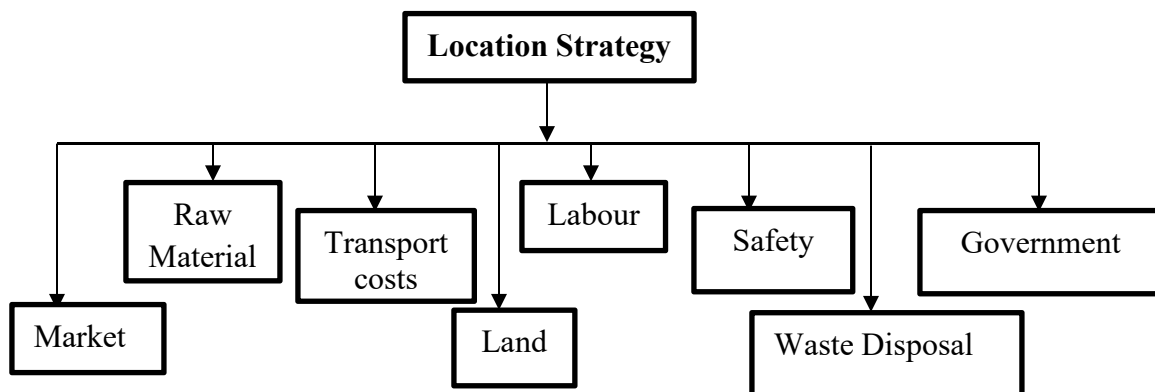 Location Strategy
Raw
Material
Transport
costs
Labour
Safety
Government
Market
Land
Waste Disposal